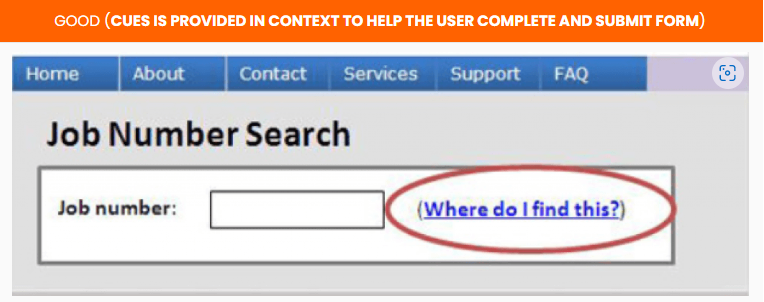 GOOD (CUES IS PROVIDED IN CONTEXT TO HELP THE USER COMPLETE AND SUBMIT FORM)
Home About Contact Services Support FAQ
Job Number Search
Job number: (Where do I find this?)